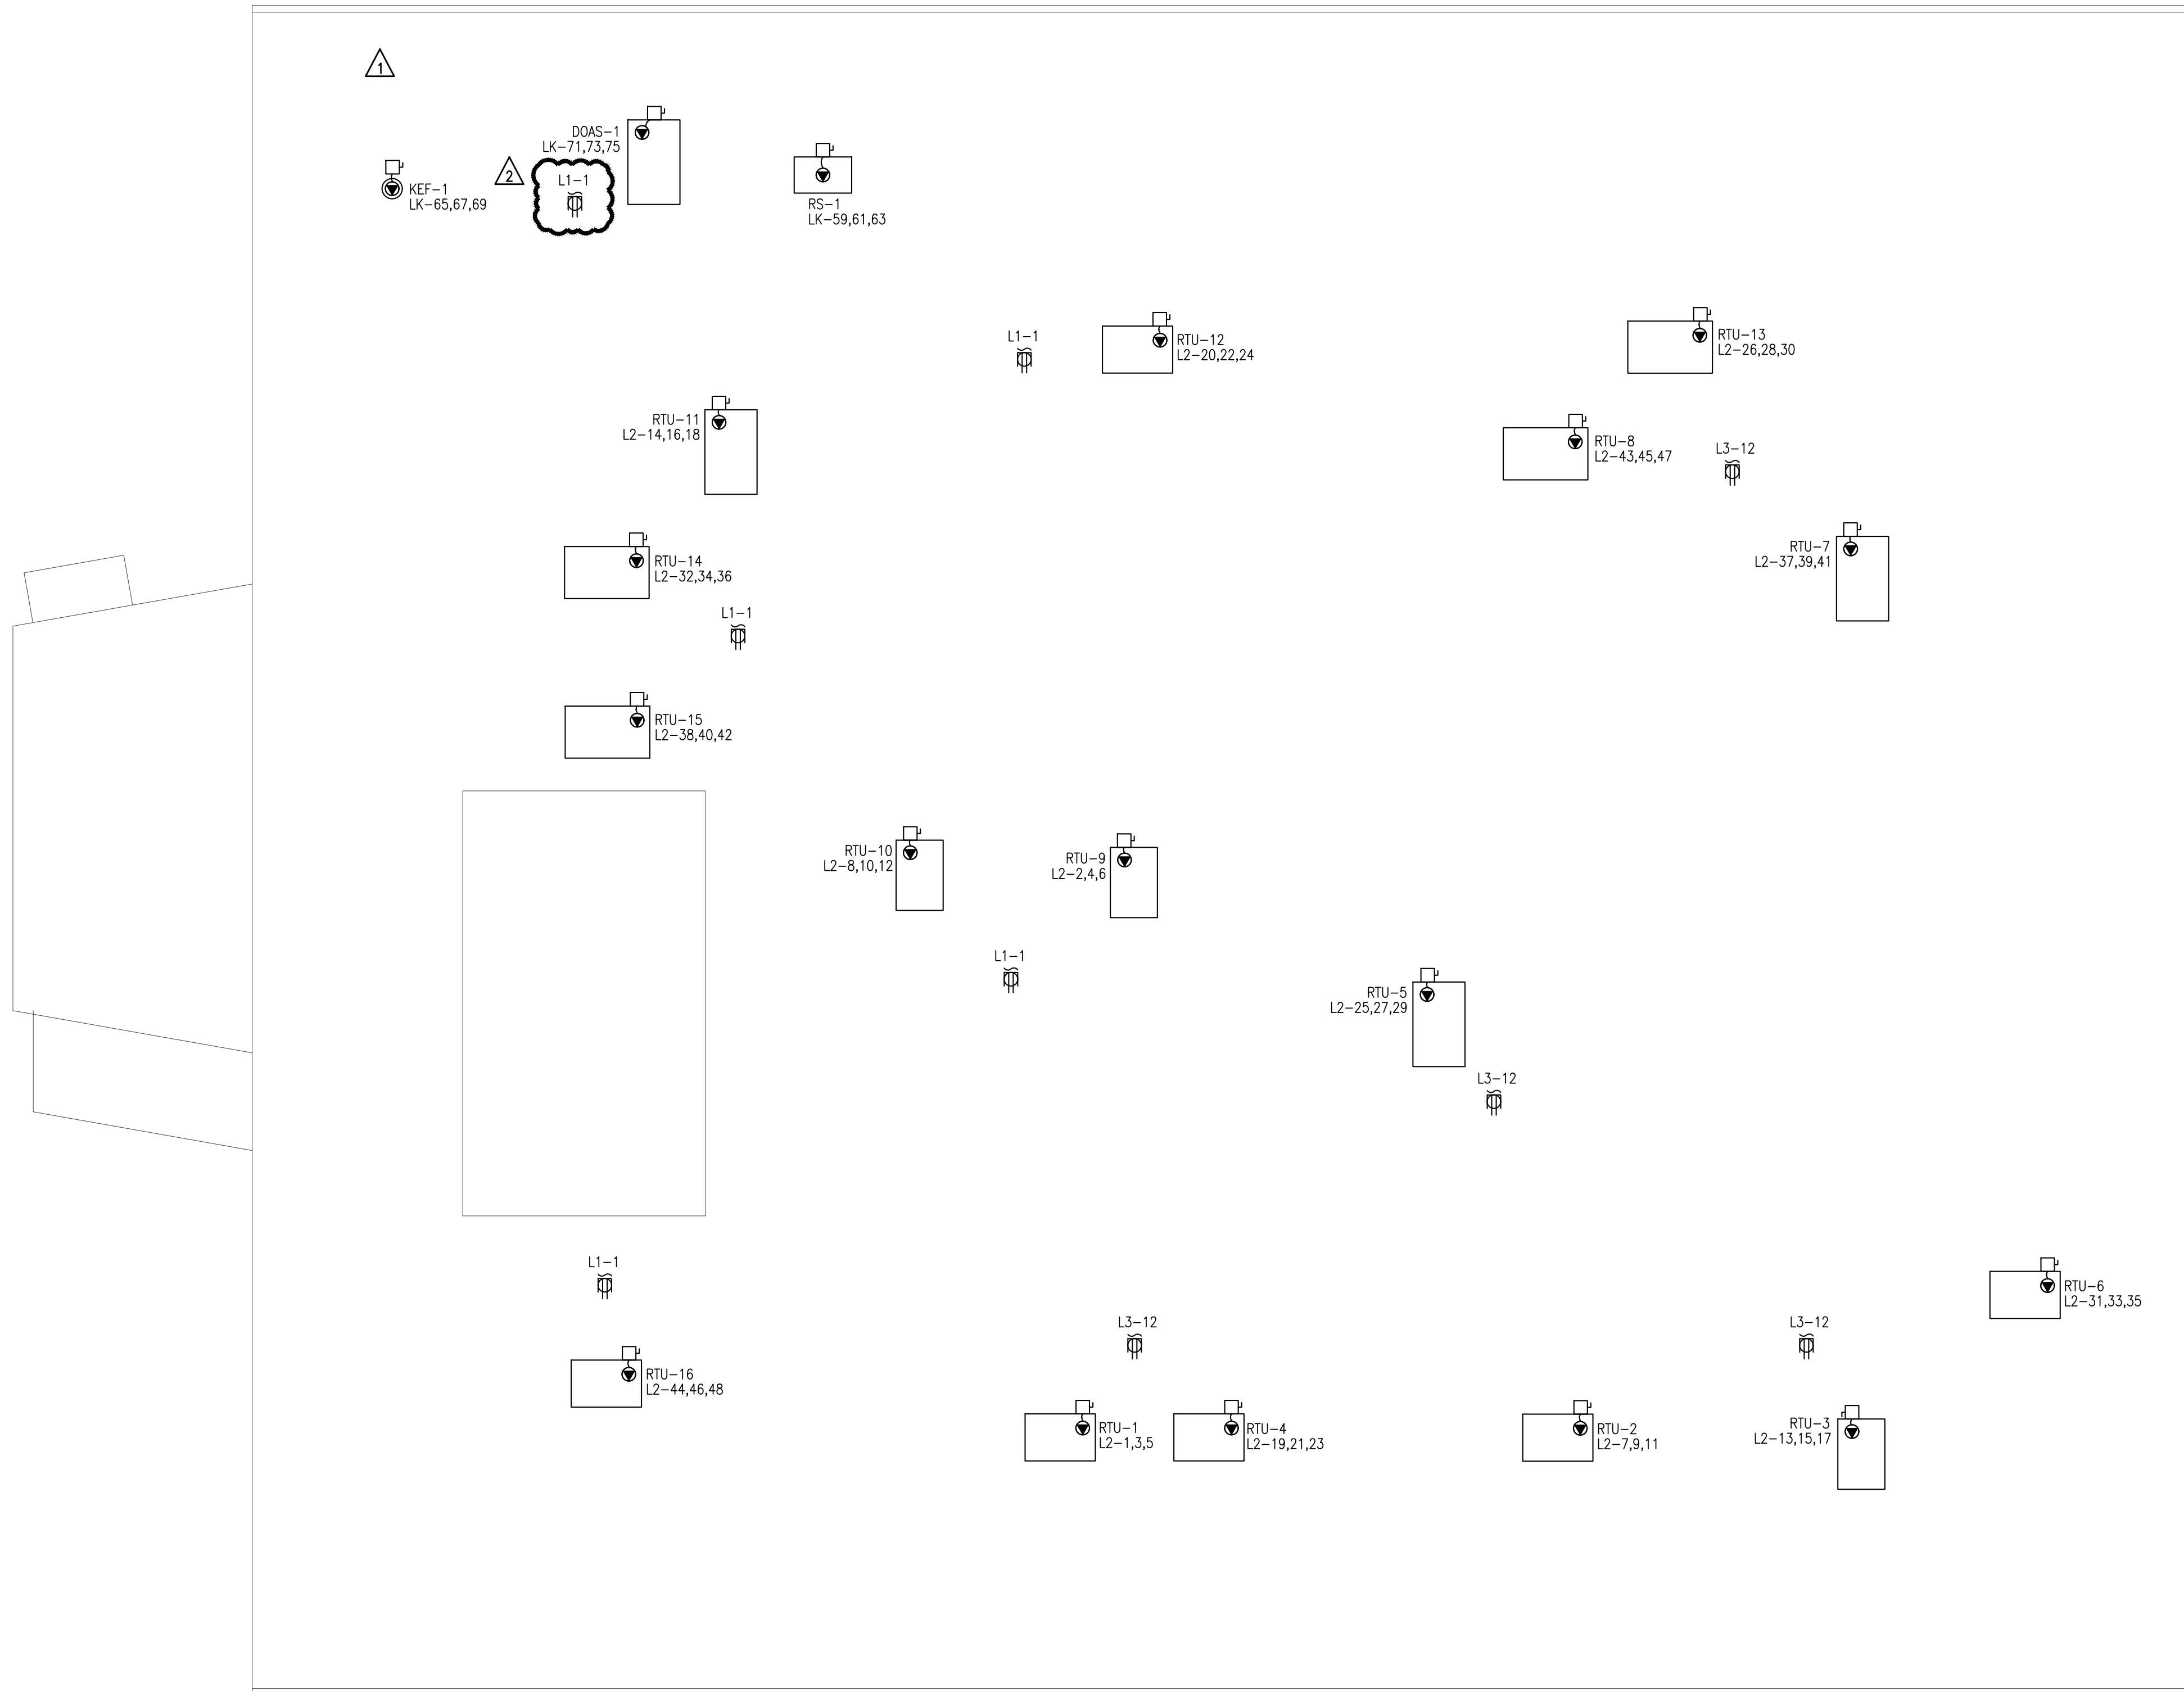 1
DOAS-1
LK-71,73,75
2
L1-1
KEF-1
LK-65,67,69
RS-1
LK-59,61,63
L1-1
RTU-12
L2-20,22,24
RTU-13
L2-26,28,30
RTU-11
L2-14,16,18
RTU-8
L2-43,45,47
L3-12
RTU-14
L2-32,34,36
RTU-7
L2-37,39,41
L1-1
RTU-15
L2-38,40,42
RTU-10
L2-8,10,12
RTU-9
L2-2,4,6
L1-1
RTU-5
L2-25,27,29
L3-12
L1-1
RTU-6
L2-31,33,35
L3-12
L3-12
RTU-16
L2-44,46,48
RTU-1
L2-1,3,5
RTU-4
L2-19,21,23
RTU-2
L2-7,9,11
RTU-3
L2-13,15,17